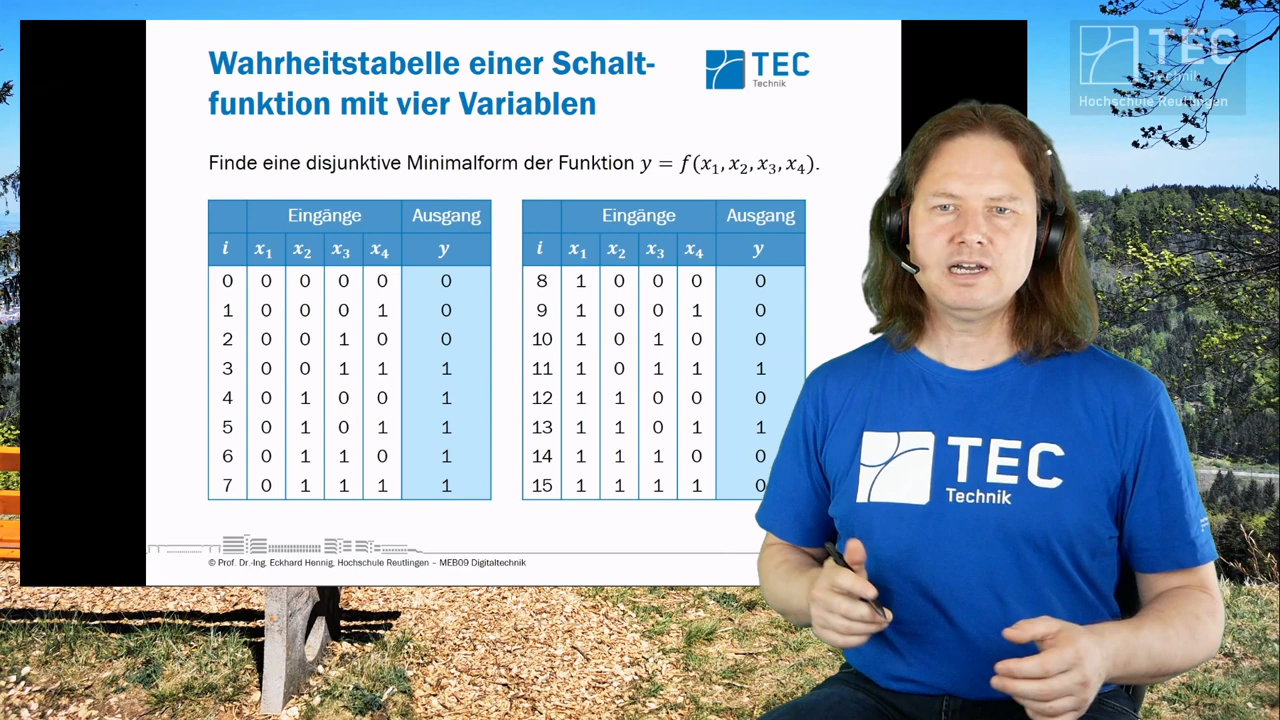 Wahrheitstabelle einer Schalt-
funktion mit vier Variablen
TEC
Technik
Finde eine disjunktive Minimalform der Funktion y = f(x₁, x₂, x₃, x₄).
Eingänge Ausgang
i x₁ x₂ x₃ x₄ y
0 0 0 0 0 0
1 0 0 0 1 0
2 0 0 1 0 0
3 0 0 1 1 1
4 0 1 0 0 1
5 0 1 0 1 1
6 0 1 1 0 1
7 0 1 1 1 1
Eingänge Ausgang
i x₁ x₂ x₃ x₄ y
8 1 0 0 0 0
9 1 0 0 1 0
10 1 0 1 0 0
11 1 0 1 1 1
12 1 1 0 0 0
13 1 1 0 1 1
14 1 1 1 0 0
15 1 1 1 1 0
© Prof. Dr.-Ing. Eckhard Hennig, Hochschule Reutlingen – MEB09 Digitaltechnik
TEC
Technik
Hochschule Reutlingen
TEC
Technik